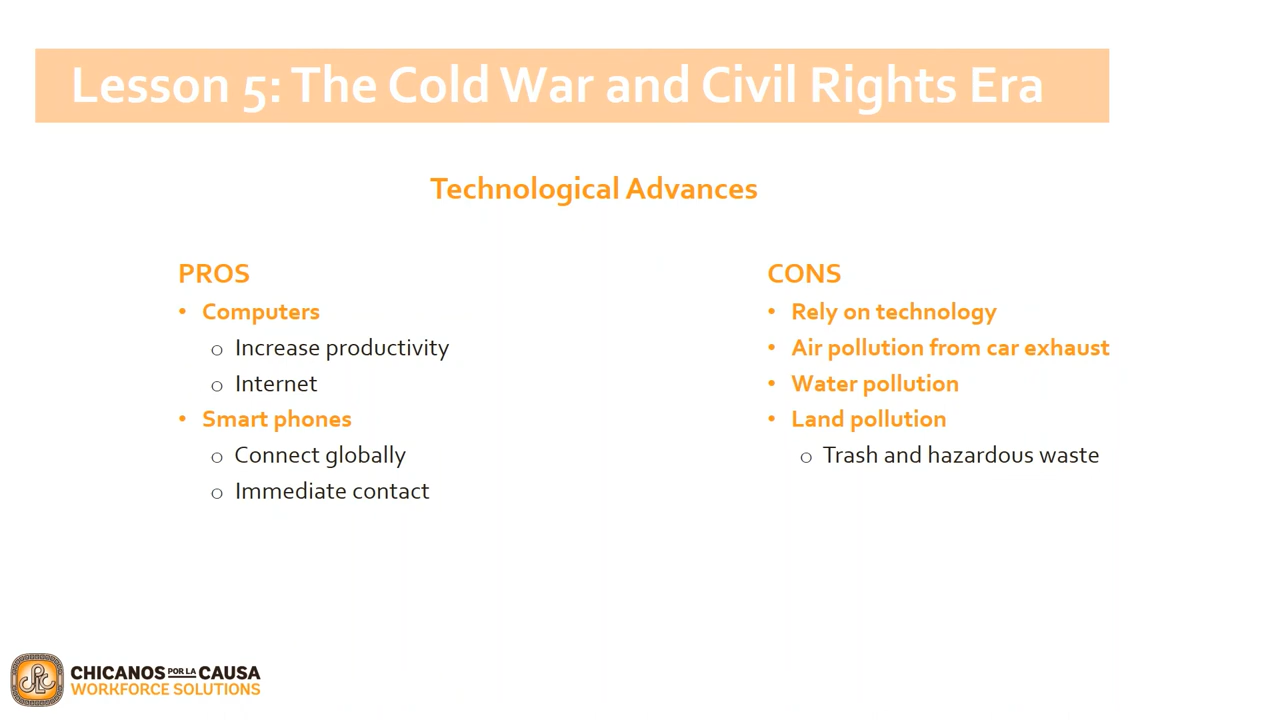 Lesson 5: The Cold War and Civil Rights Era
Technological Advances
PROS
• Computers
o Increase productivity
o Internet
• Smart phones
o Connect globally
o Immediate contact
CONS
• Rely on technology
• Air pollution from car exhaust
• Water pollution
• Land pollution
o Trash and hazardous waste
CHICANOS POR LA CAUSA
WORKFORCE SOLUTIONS